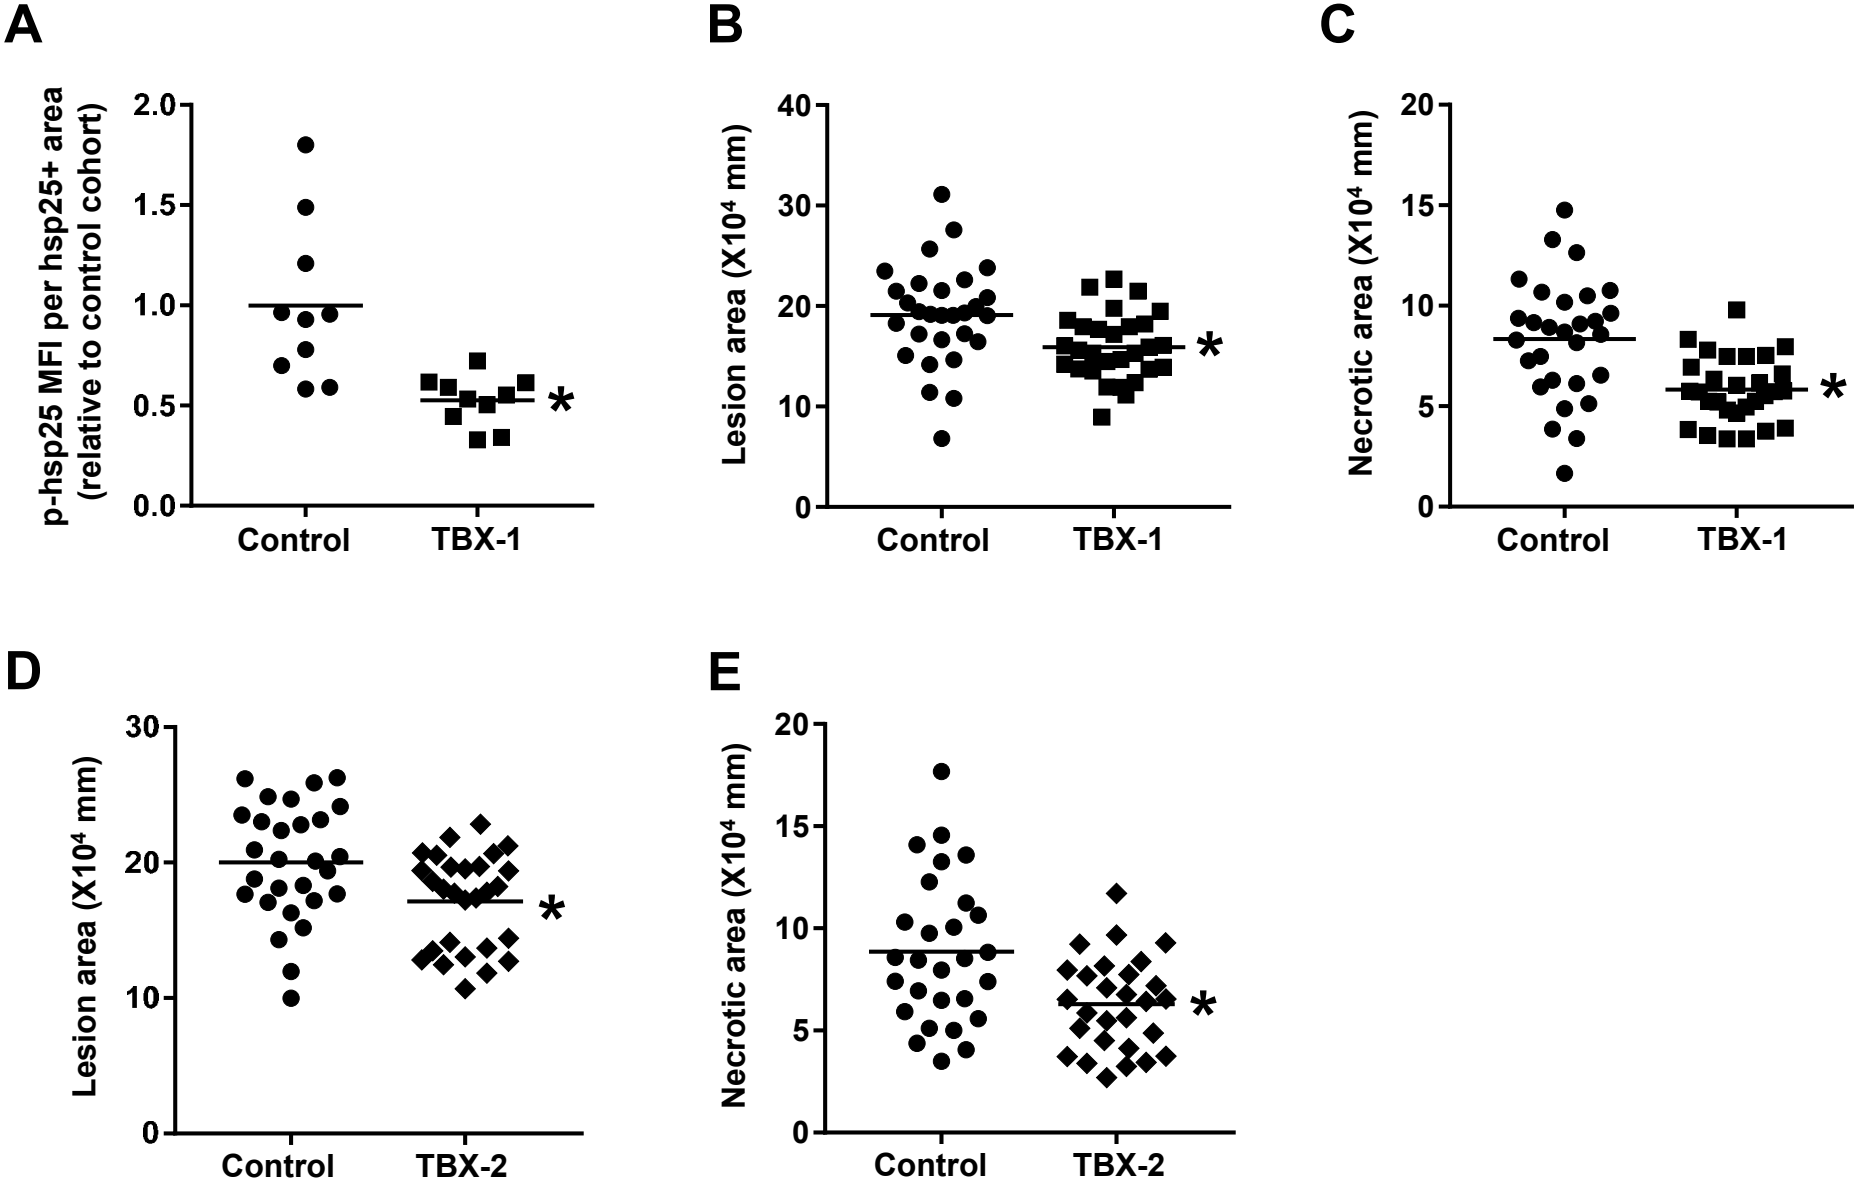 A
p-hsp25 MFI per hsp25+ area
(relative to control cohort)
2.0
1.5
1.0
0.5
0.0
*
Control
TBX-1
B
Lesion area (X10⁴ mm)
40
30
20
10
0
*
Control
TBX-1
C
Necrotic area (X10⁴ mm)
20
15
10
5
0
*
Control
TBX-1
D
Lesion area (X10⁴ mm)
30
20
10
0
*
Control
TBX-2
E
Necrotic area (X10⁴ mm)
20
15
10
5
0
*
Control
TBX-2